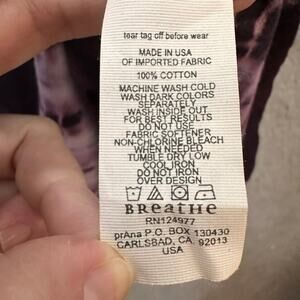 tear tag off before wear
MADE IN USA
OF IMPORTED FABRIC
100% COTTON
MACHINE WASH COLD
WASH DARK COLORS
SEPARATELY
WASH INSIDE OUT
FOR BEST RESULTS
DO NOT USE
FABRIC SOFTENER
NON-CHLORINE BLEACH
WHEN NEEDED
TUMBLE DRY LOW
COOL IRON
DO NOT IRON
OVER DESIGN
BReatHe
RN124977
prAna P.O. BOX 130430
CARLSBAD, CA. 92013
USA